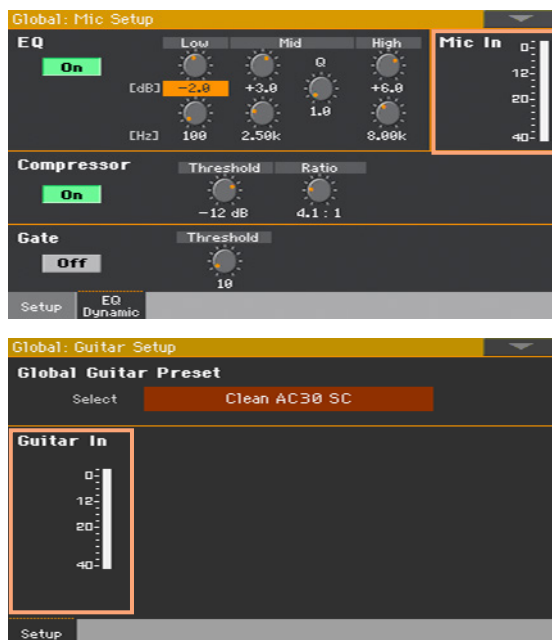 Global: Mic Setup
EQ Low Mid High Mic In
On Q
[dB] -2.0 +3.0 +6.0
1.0
[Hz] 100 2.50k 8.00k
0
12
20
40
Compressor Threshold Ratio
On
-12 dB 4.1 : 1
Gate Threshold
Off
10
Setup EQ
Dynamic
Global: Guitar Setup
Global Guitar Preset
Select Clean AC30 SC
Guitar In
0
12
20
40
Setup